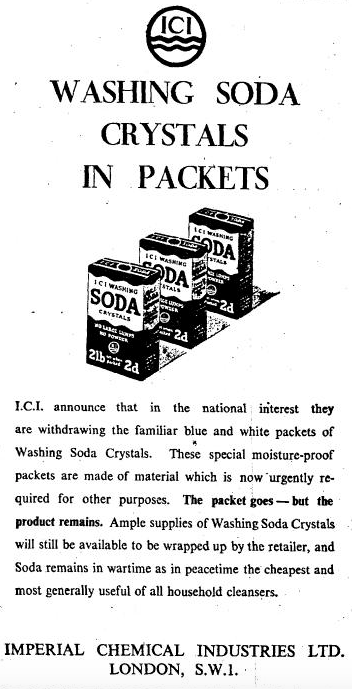 ICI
WASHING SODA
CRYSTALS
IN PACKETS
ICI WASHING
SODA
CRYSTALS
NO LARGE LUMPS
NO POWDER
2lb 2d
I.C.I. announce that in the national interest they
are withdrawing the familiar blue and white packets of
Washing Soda Crystals. These special moisture-proof
packets are made of material which is now urgently re-
quired for other purposes. The packet goes — but the
product remains. Ample supplies of Washing Soda Crystals
will still be available to be wrapped up by the retailer, and
Soda remains in wartime as in peacetime the cheapest and
most generally useful of all household cleansers.
IMPERIAL CHEMICAL INDUSTRIES LTD.
LONDON, S.W.1.